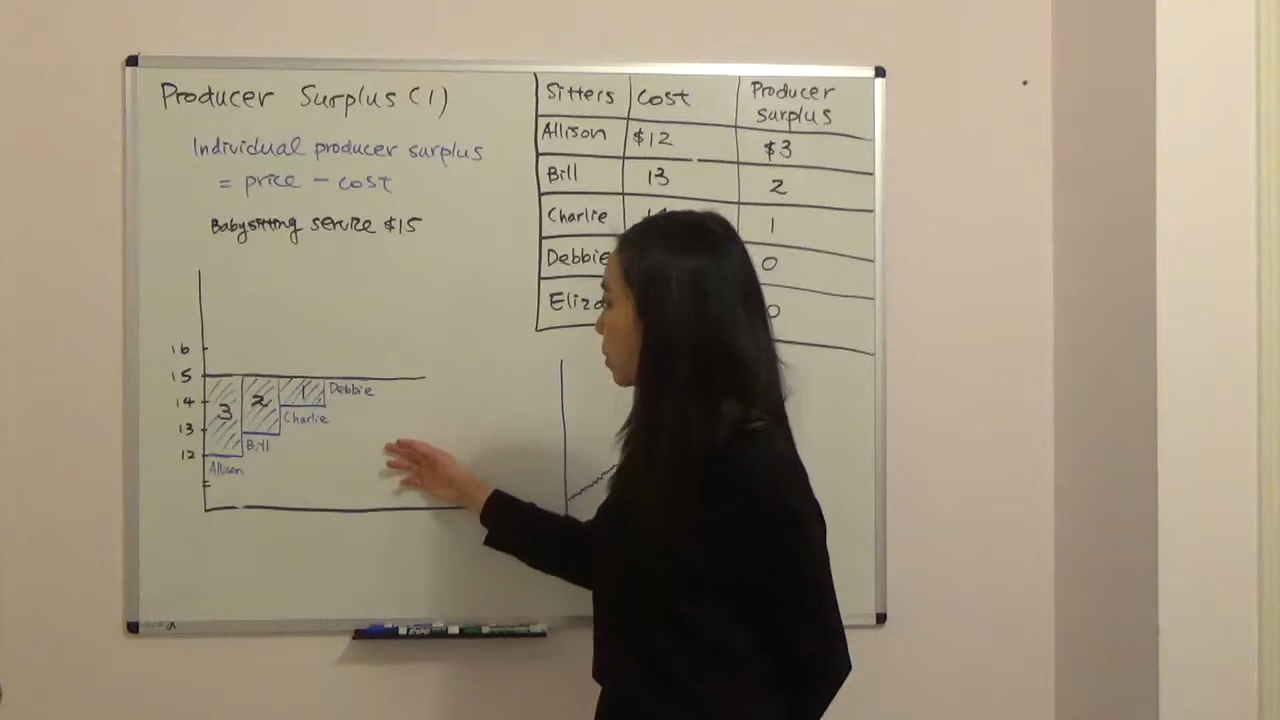 Producer Surplus (1)
Individual producer surplus
= price - cost
Babysitting service $15
Sitters Cost Producer surplus
Allison $12 $3
Bill 13 2
Charlie 1
Debbie 0
0
16
15
14
13
12
3
2
1
Debbie
Charlie
Bill
Allison
EXPO